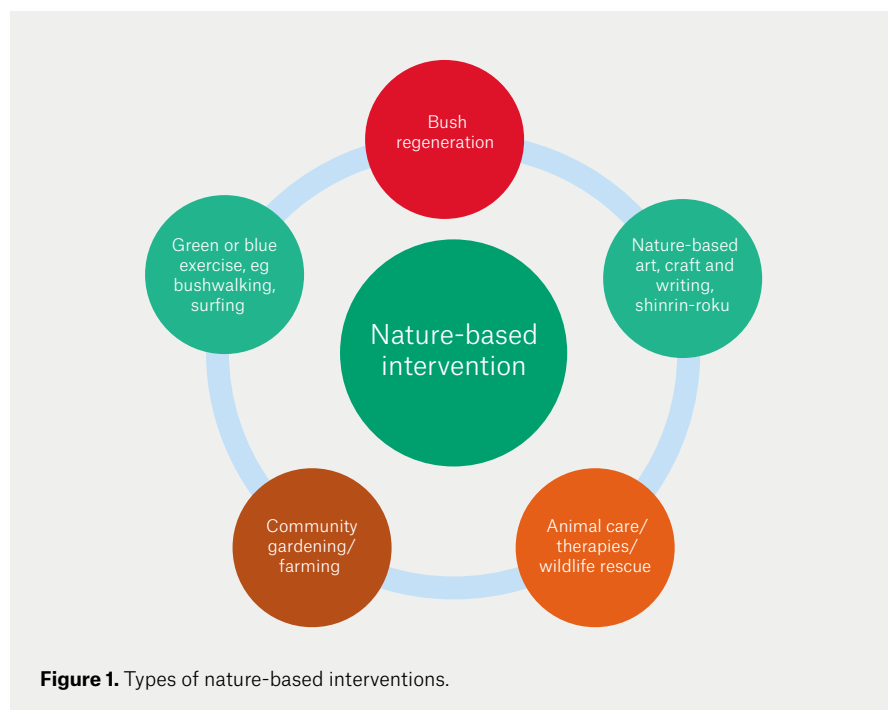 Bush
regeneration
Green or blue
exercise, eg
bushwalking,
surfing
Nature-based
art, craft and
writing,
shinrin-roku
Nature-based
intervention
Community
gardening/
farming
Animal care/
therapies/
wildlife rescue
Figure 1. Types of nature-based interventions.